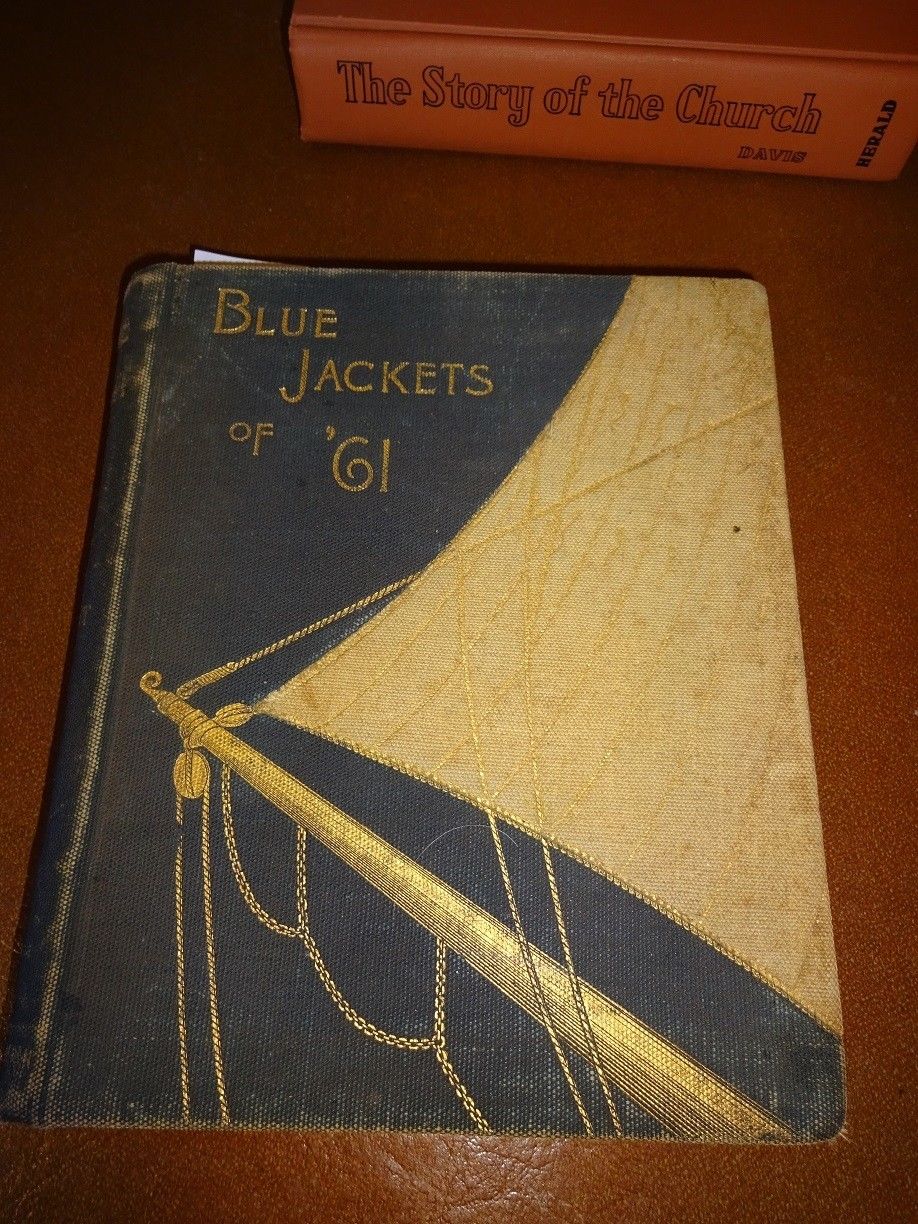 The Story of the Church
DAVIS
HERALD
BLUE
JACKETS
OF '61